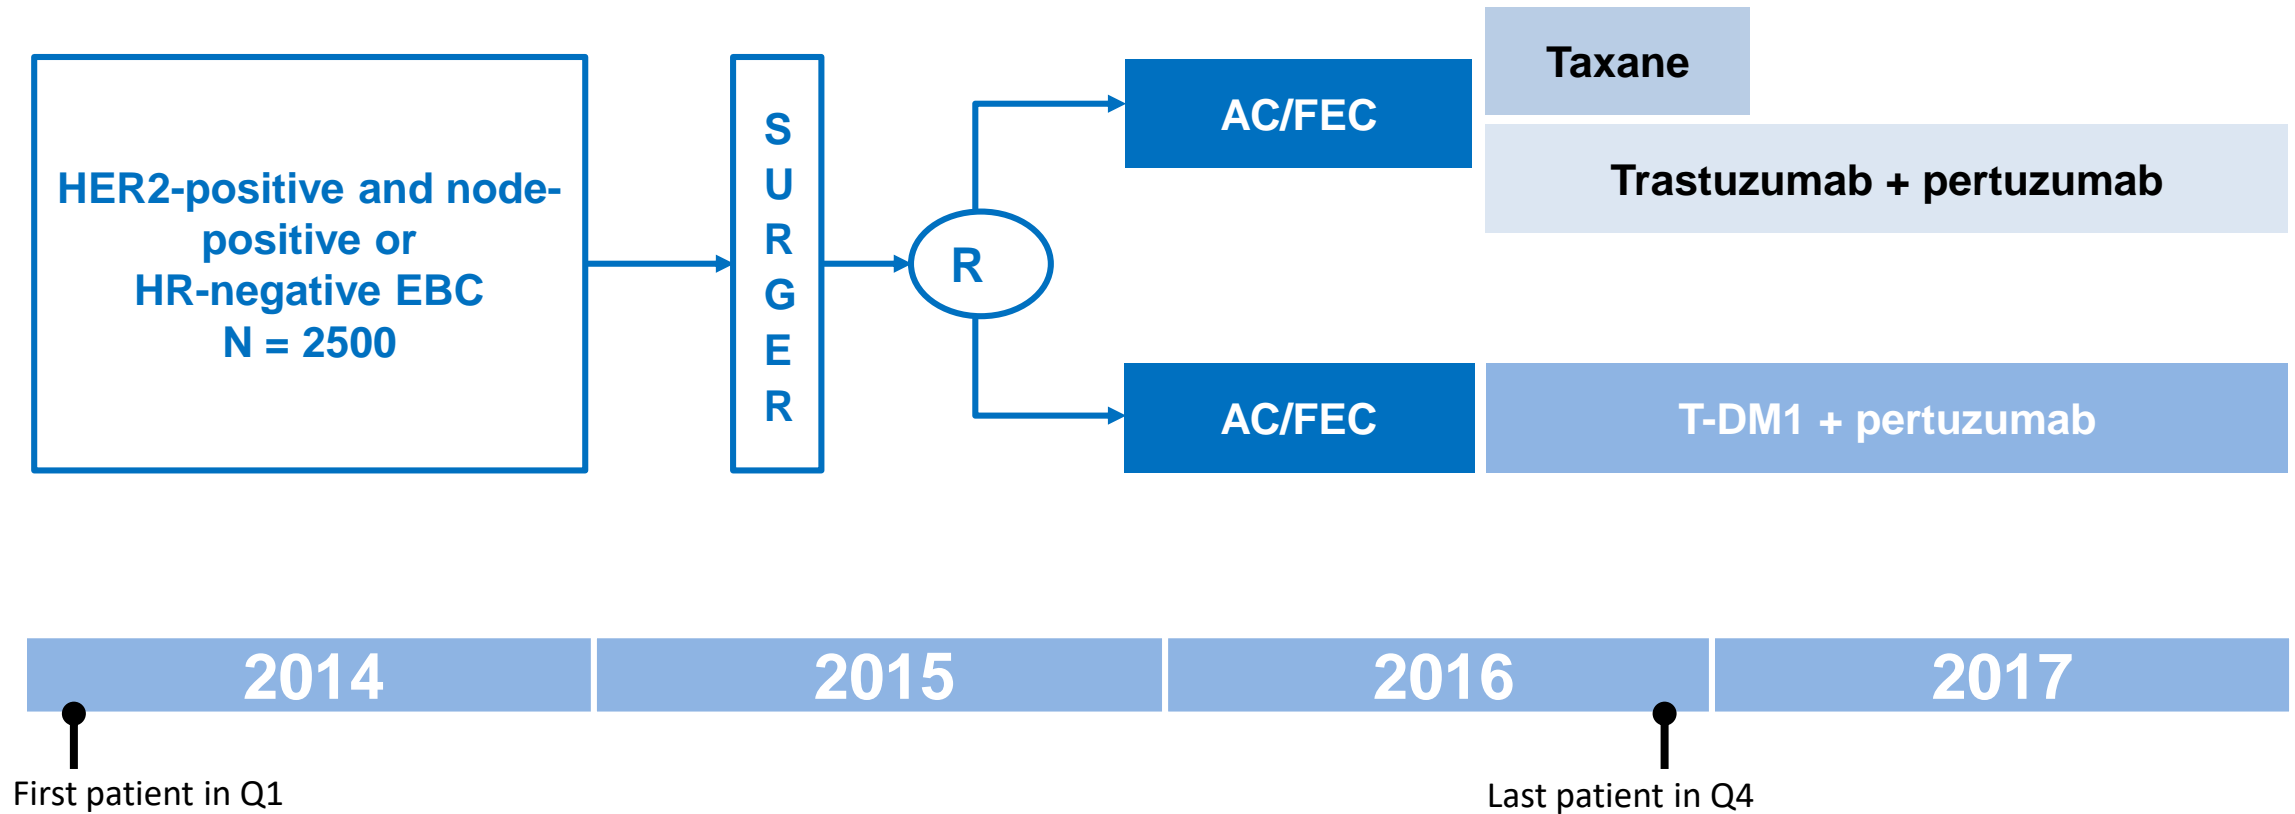 HER2-positive and node-
positive or
HR-negative EBC
N = 2500
S
U
R
G
E
R
R
AC/FEC
Taxane
Trastuzumab + pertuzumab
AC/FEC
T-DM1 + pertuzumab
2014
2015
2016
2017
First patient in Q1
Last patient in Q4